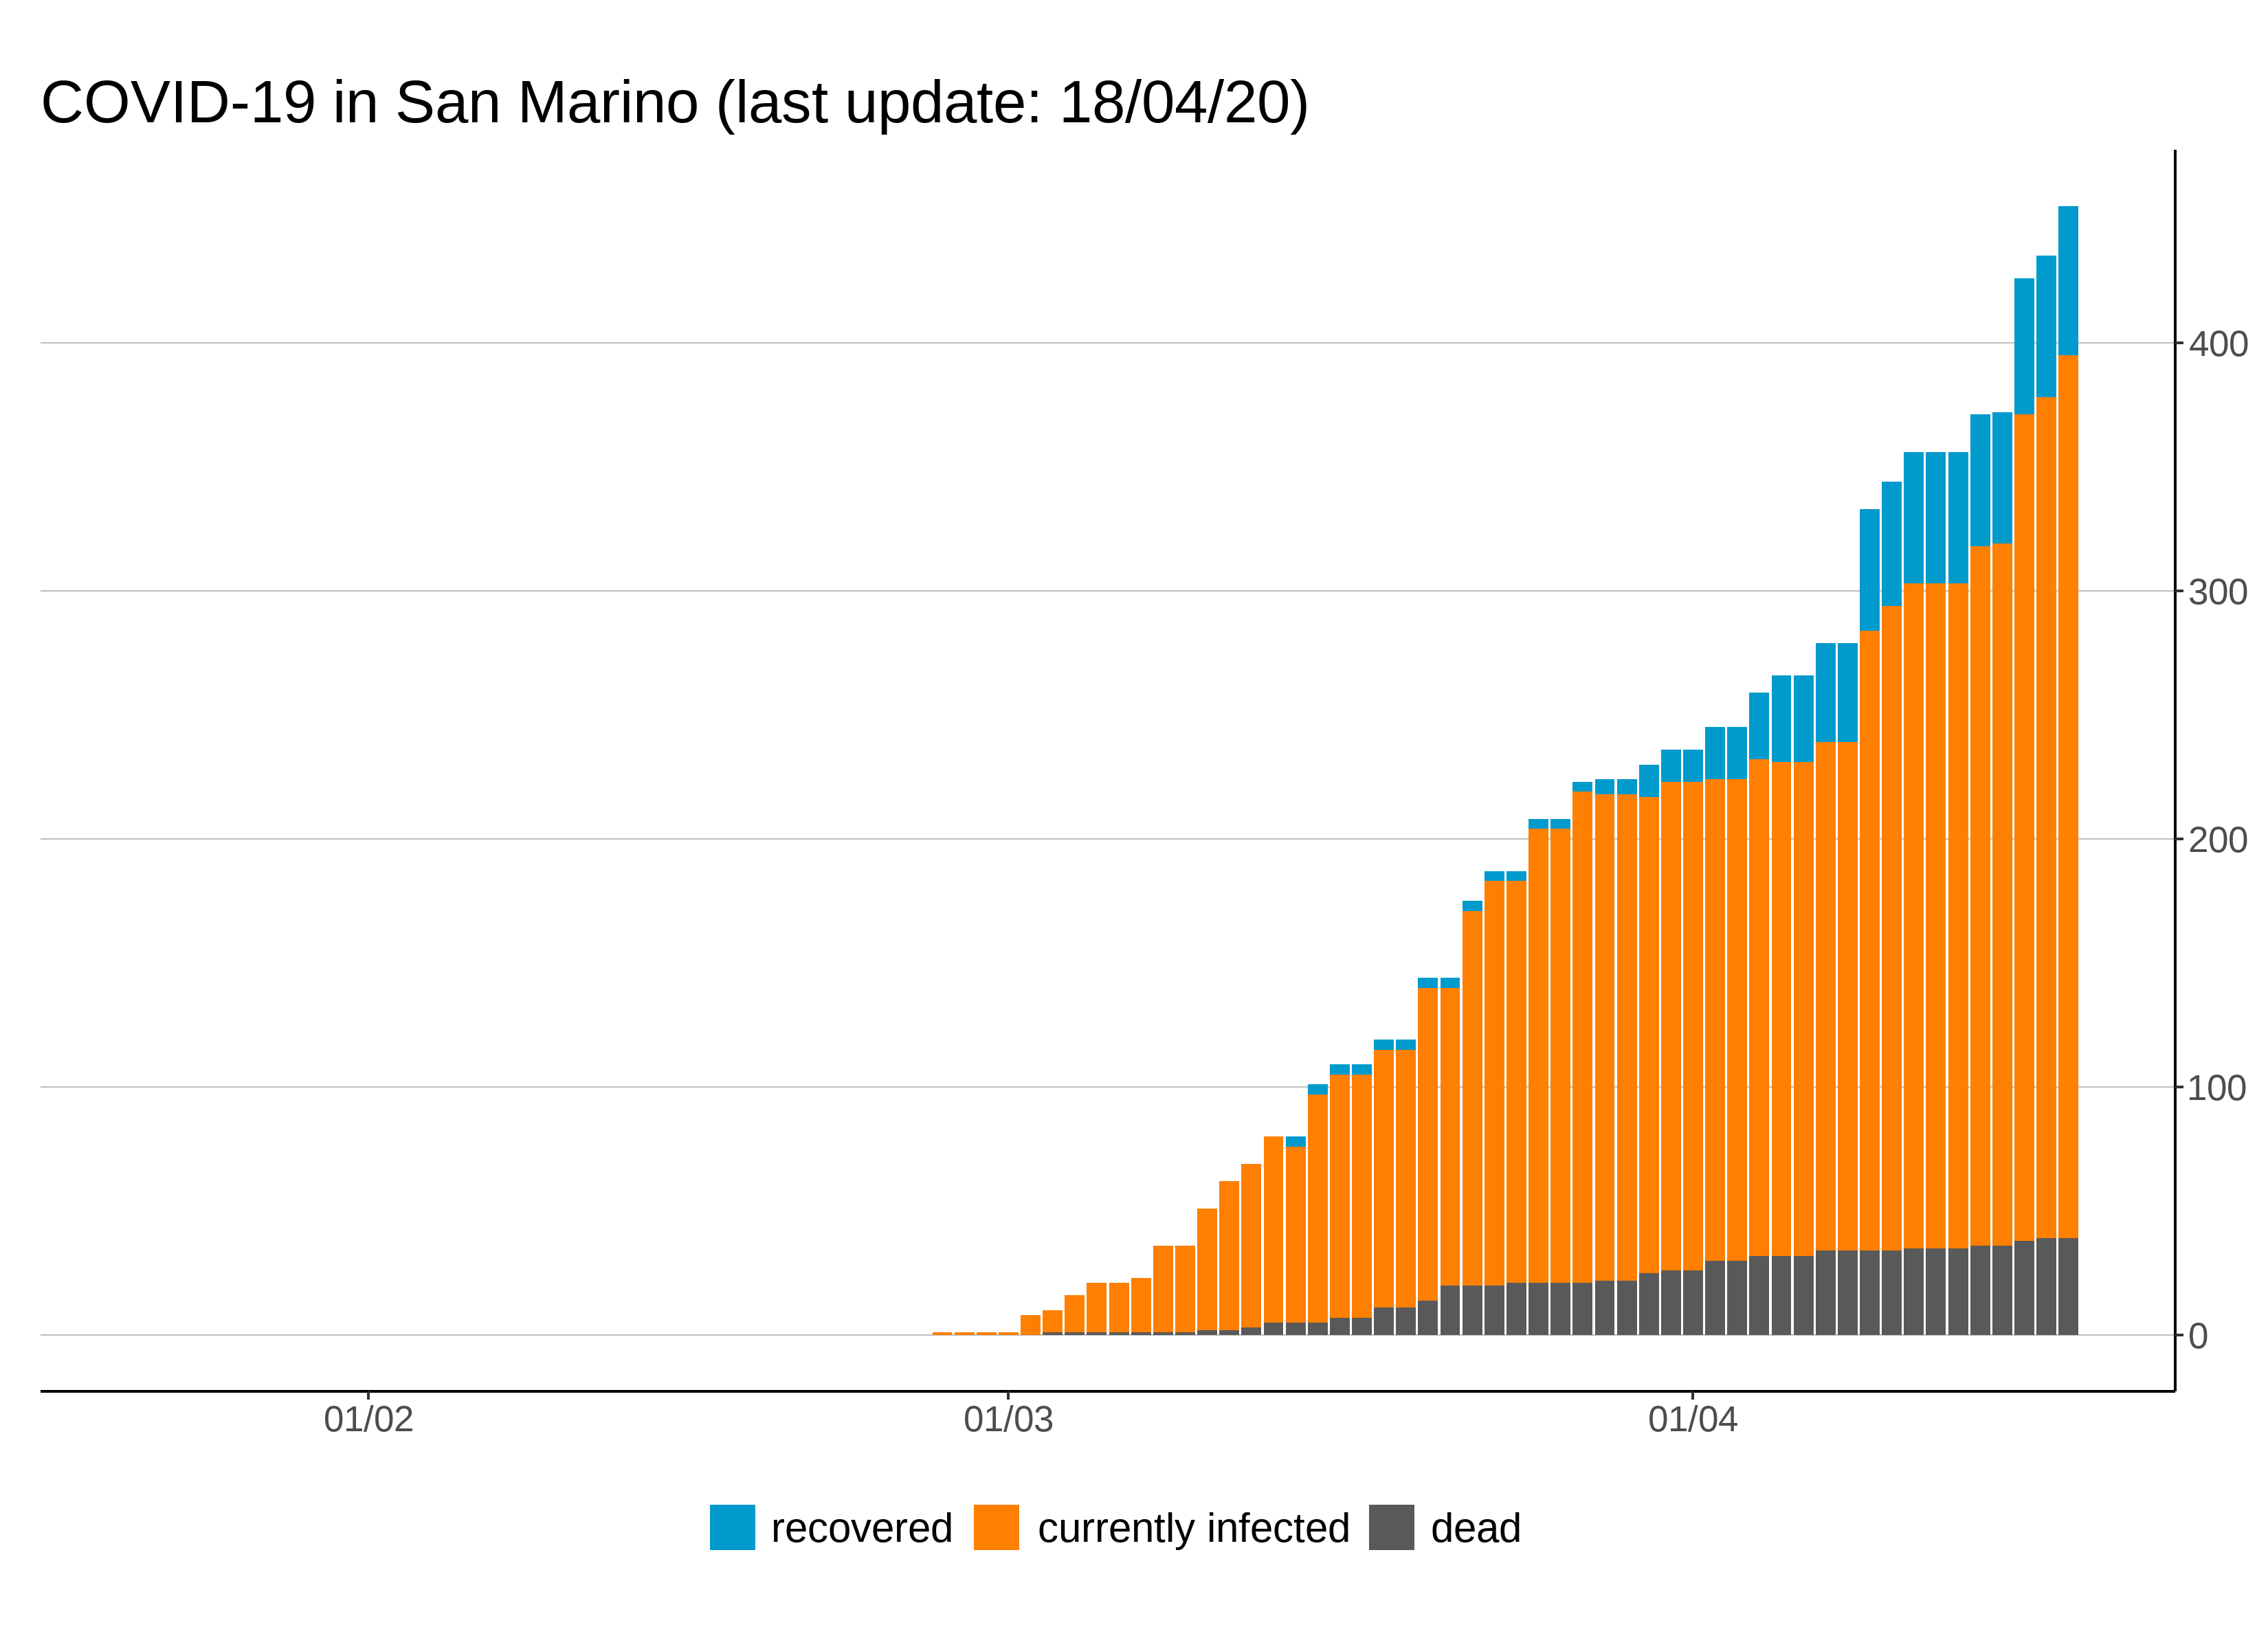 COVID-19 in San Marino (last update: 18/04/20)
400
300
200
100
0
01/02 01/03 01/04
recovered currently infected dead